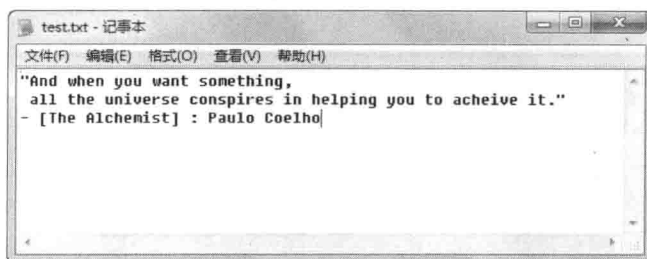 test.txt - 记事本
文件(F) 编辑(E) 格式(O) 查看(V) 帮助(H)
"And when you want something,
all the universe conspires in helping you to acheive it."
- [The Alchemist] : Paulo Coelho